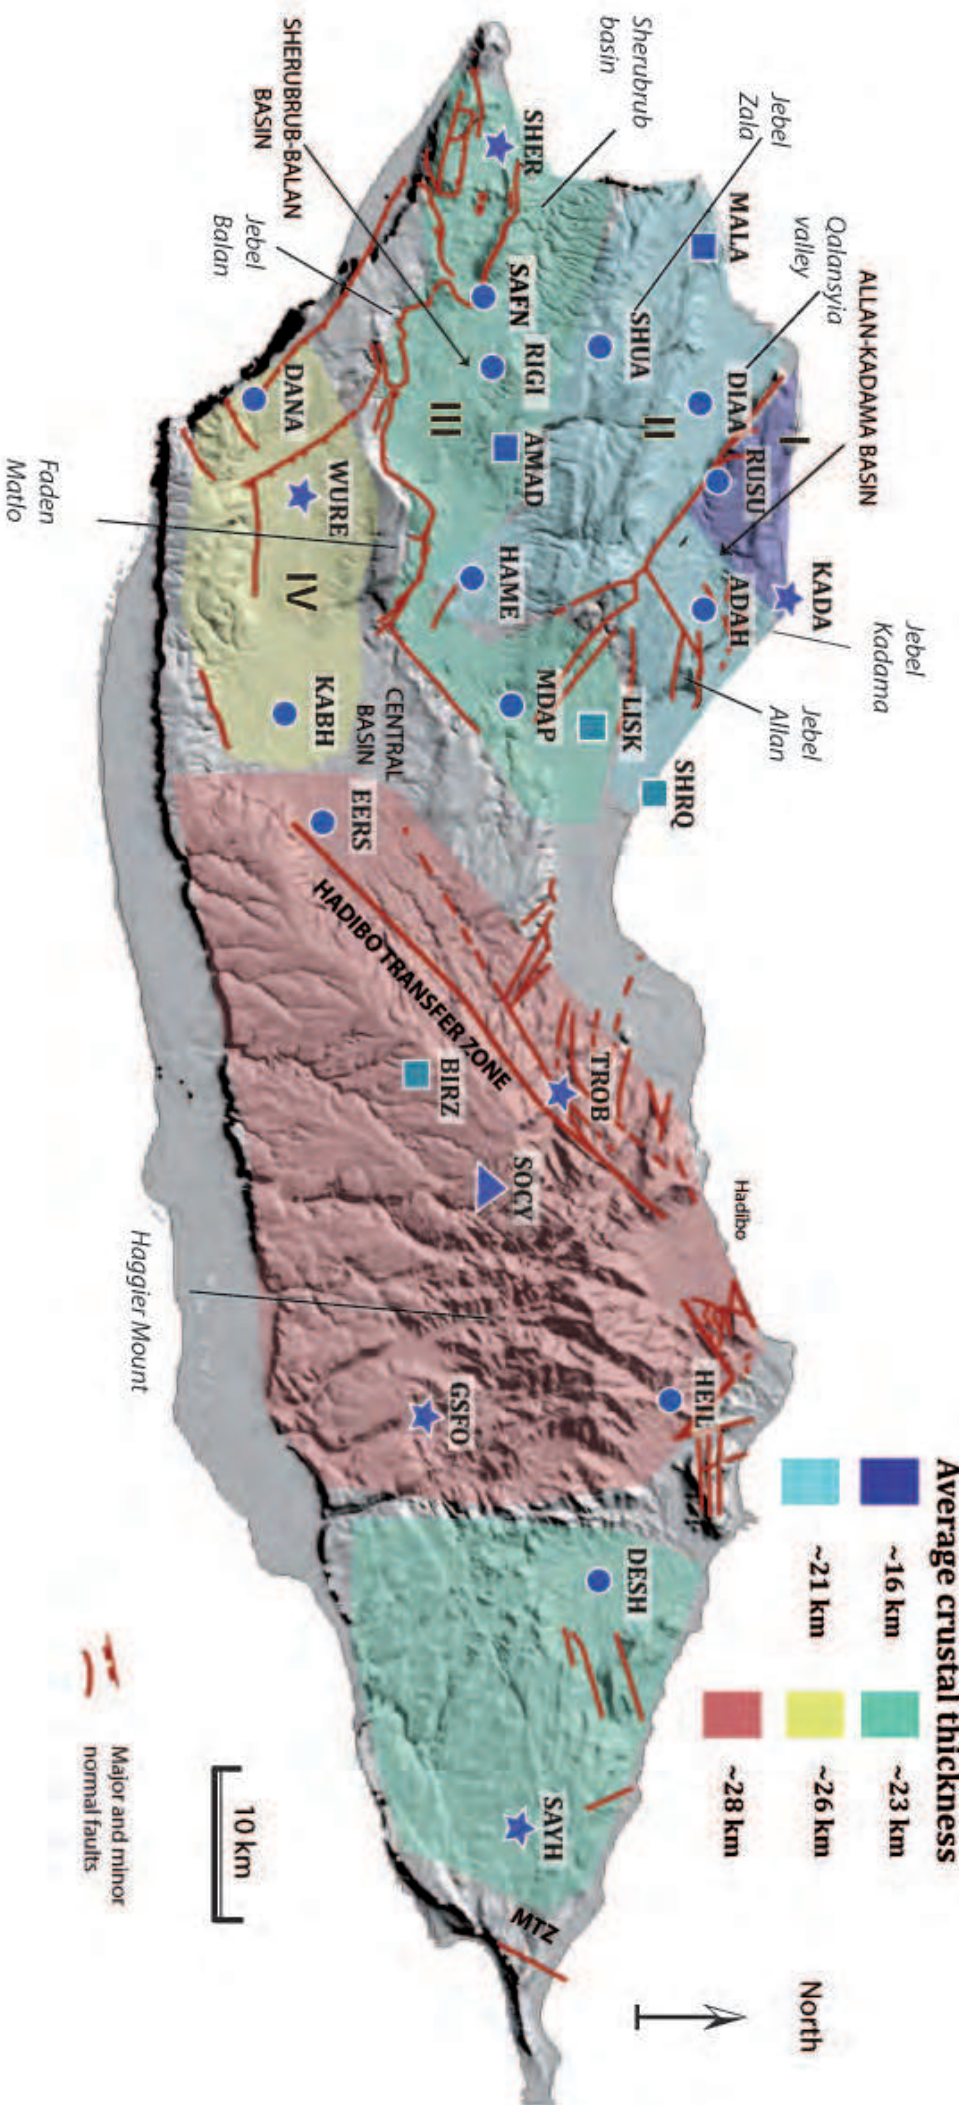 Average crustal thickness
~16 km
~23 km
~21 km
~26 km
~28 km
North
ALLAN-KADAMA BASIN
Qalansyia
valley
Jebel
Zala
Sherubrub
basin
SHERUBRUB-BALAN
BASIN
Jebel
Balan
Faden
Matlo
Jebel
Kadama
Jebel
Allan
MALA
DIAA
RUSU
KADA
ADAH
I
II
III
IV
SHER
SHUA
SAFN
RIGI
AMAD
HAME
MDAP
LISK
SHRQ
DANA
WURE
KABH
CENTRAL
BASIN
EERS
HADIBO TRANSFER ZONE
TROB
BIRZ
SOCY
Hadibo
HEIL
GSFO
Haggier Mount
DESH
SAYH
MTZ
10 km
Major and minor
normal faults